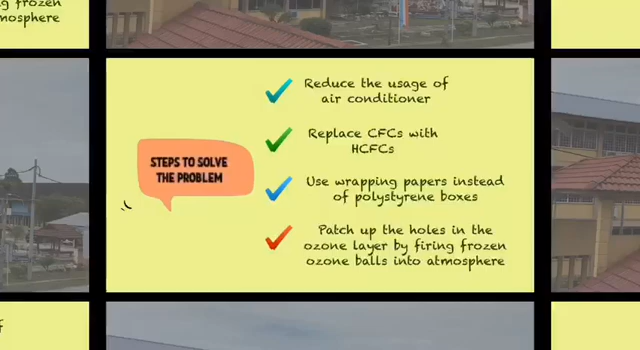 g frozen
mosphere
STEPS TO SOLVE
THE PROBLEM
Reduce the usage of
air conditioner
Replace CFCs with
HCFCs
Use wrapping papers instead
of polystyrene boxes
Patch up the holes in the
ozone layer by firing frozen
ozone balls into atmosphere
f